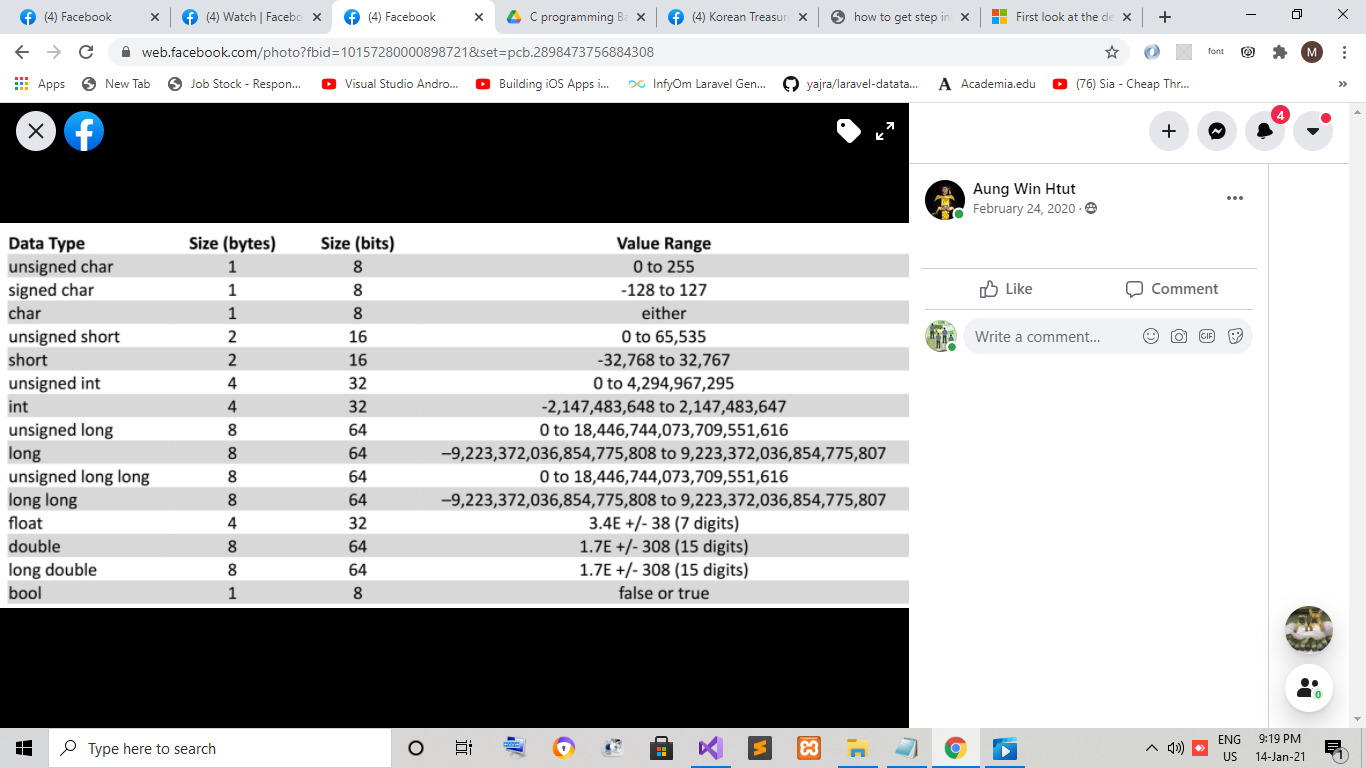 (4) Facebook
(4) Watch | Facebo
(4) Facebook
C programming Ba
(4) Korean Treasur
how to get step in
First look at the de
web.facebook.com/photo?fbid=101572800000898721&set=pcb.2898473756884308
font
M
Apps
New Tab
Job Stock - Respon...
Visual Studio Andro...
Building iOS Apps i...
InfyOm Laravel Gen...
yajra/laravel-datata...
Academia.edu
(76) Sia - Cheap Thr...
4
Aung Win Htut
February 24, 2020 ·
Data Type Size (bytes) Size (bits) Value Range
unsigned char 1 8 0 to 255
signed char 1 8 -128 to 127
char 1 8 either
unsigned short 2 16 0 to 65,535
short 2 16 -32,768 to 32,767
unsigned int 4 32 0 to 4,294,967,295
int 4 32 -2,147,483,648 to 2,147,483,647
unsigned long 8 64 0 to 18,446,744,073,709,551,616
long 8 64 –9,223,372,036,854,775,808 to 9,223,372,036,854,775,807
unsigned long long 8 64 0 to 18,446,744,073,709,551,616
long long 8 64 –9,223,372,036,854,775,808 to 9,223,372,036,854,775,807
float 4 32 3.4E +/- 38 (7 digits)
double 8 64 1.7E +/- 308 (15 digits)
long double 8 64 1.7E +/- 308 (15 digits)
bool 1 8 false or true
Like
Comment
Write a comment...
GIF
0
Type here to search
ENG
US
9:19 PM
14-Jan-21
1